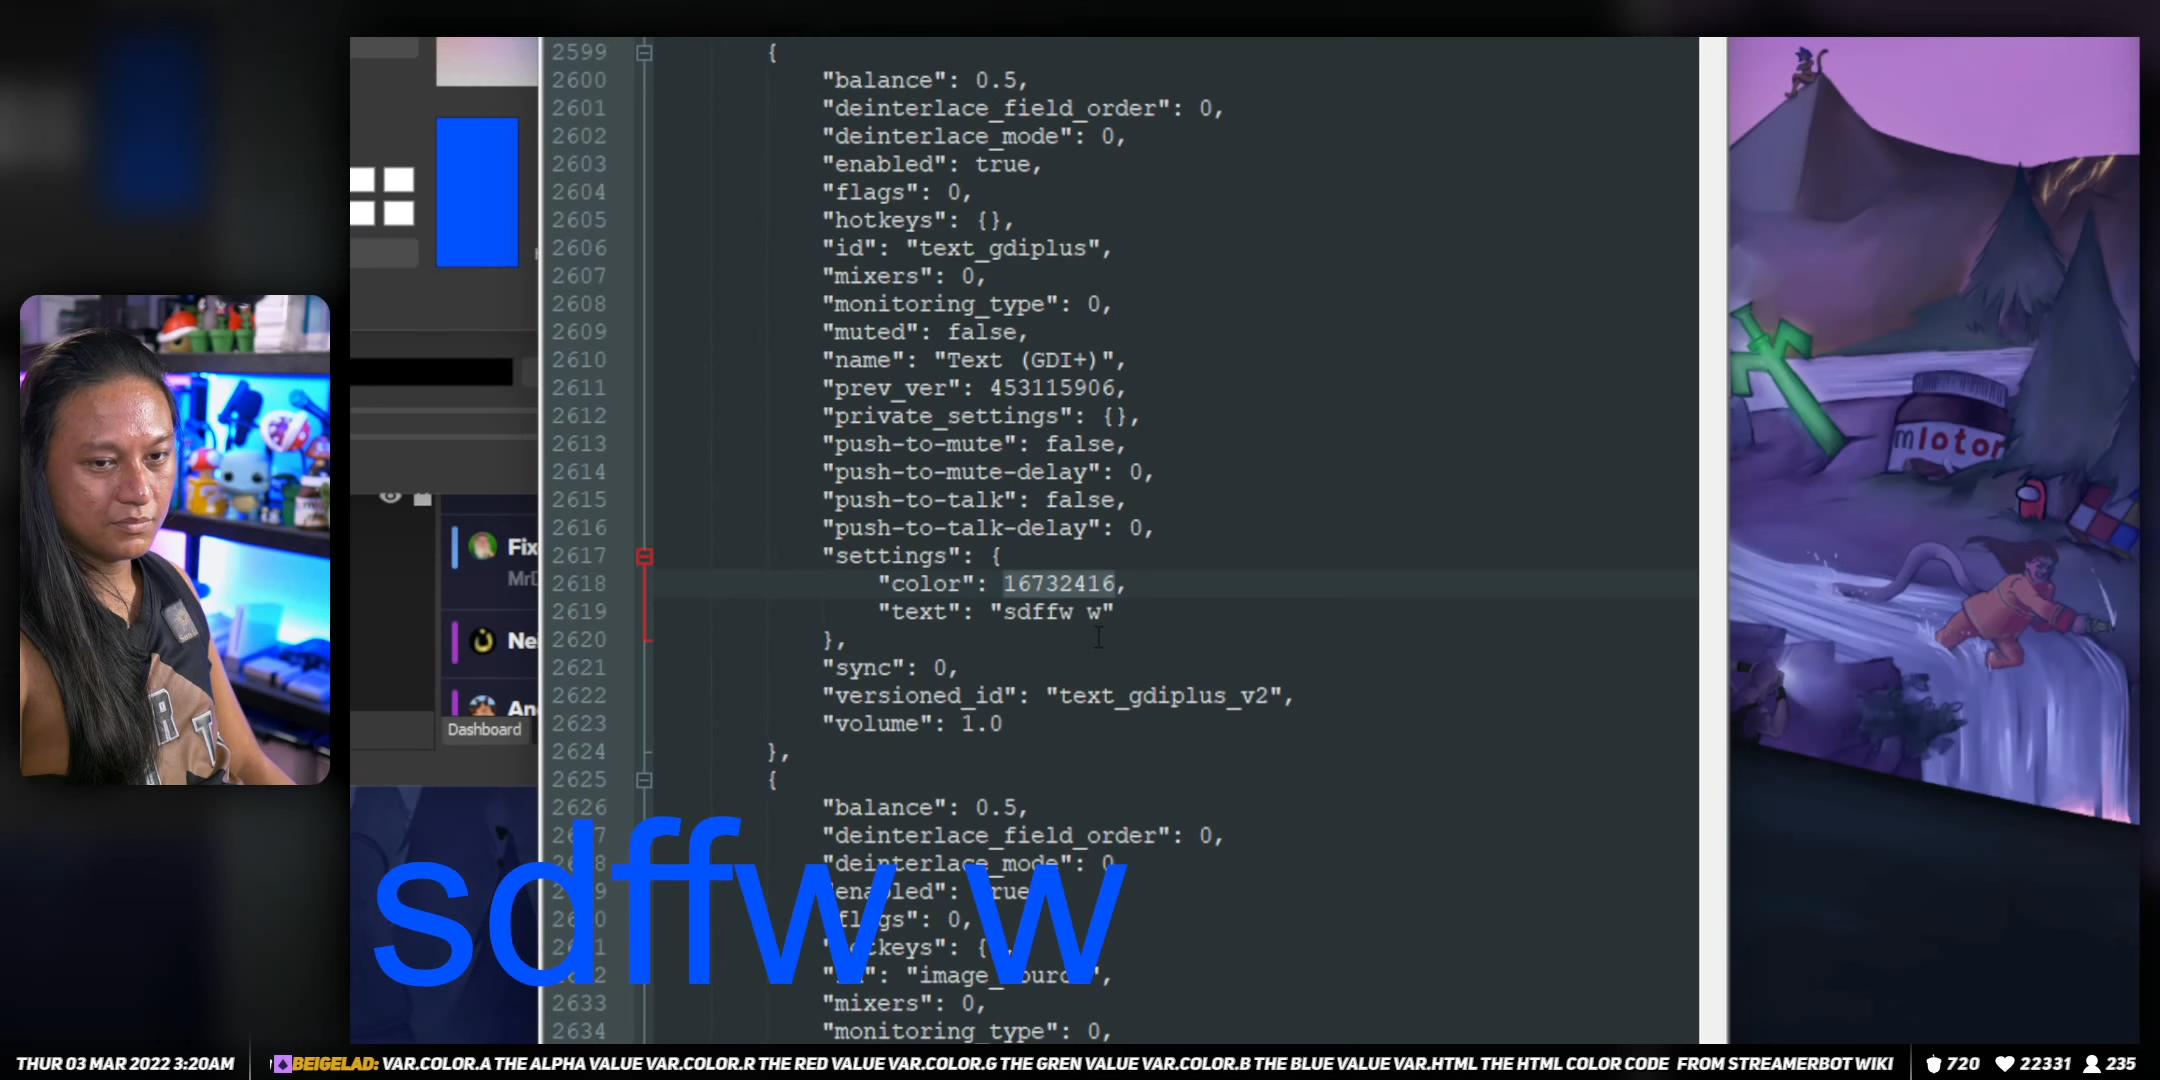 2599 {
2600 "balance": 0.5,
2601 "deinterlace_field_order": 0,
2602 "deinterlace_mode": 0,
2603 "enabled": true,
2604 "flags": 0,
2605 "hotkeys": {},
2606 "id": "text_gdiplus",
2607 "mixers": 0,
2608 "monitoring_type": 0,
2609 "muted": false,
2610 "name": "Text (GDI+)",
2611 "prev_ver": 453115906,
2612 "private_settings": {},
2613 "push-to-mute": false,
2614 "push-to-mute-delay": 0,
2615 "push-to-talk": false,
2616 "push-to-talk-delay": 0,
2617 "settings": {
2618 "color": 16732416,
2619 "text": "sdffw w"
2620 },
2621 "sync": 0,
2622 "versioned_id": "text_gdiplus_v2",
2623 "volume": 1.0
2624 },
2625 {
2626 "balance": 0.5,
"deinterlace_field_order": 0,
"deinterlace_mode": 0
"flags": 0,
2633 "mixers": 0,
2634 "monitoring_type": 0,
Fix
MrD
Ne
An
Dashboard
sdffw w
mlotor
THUR 03 MAR 2022 3:20AM
BEIGELAD: VAR.COLOR.A THE ALPHA VALUE VAR.COLOR.R THE RED VALUE VAR.COLOR.G THE GREN VALUE VAR.COLOR.B THE BLUE VALUE VAR.HTML THE HTML COLOR CODE FROM STREAMERBOT WIKI
720 22331 235